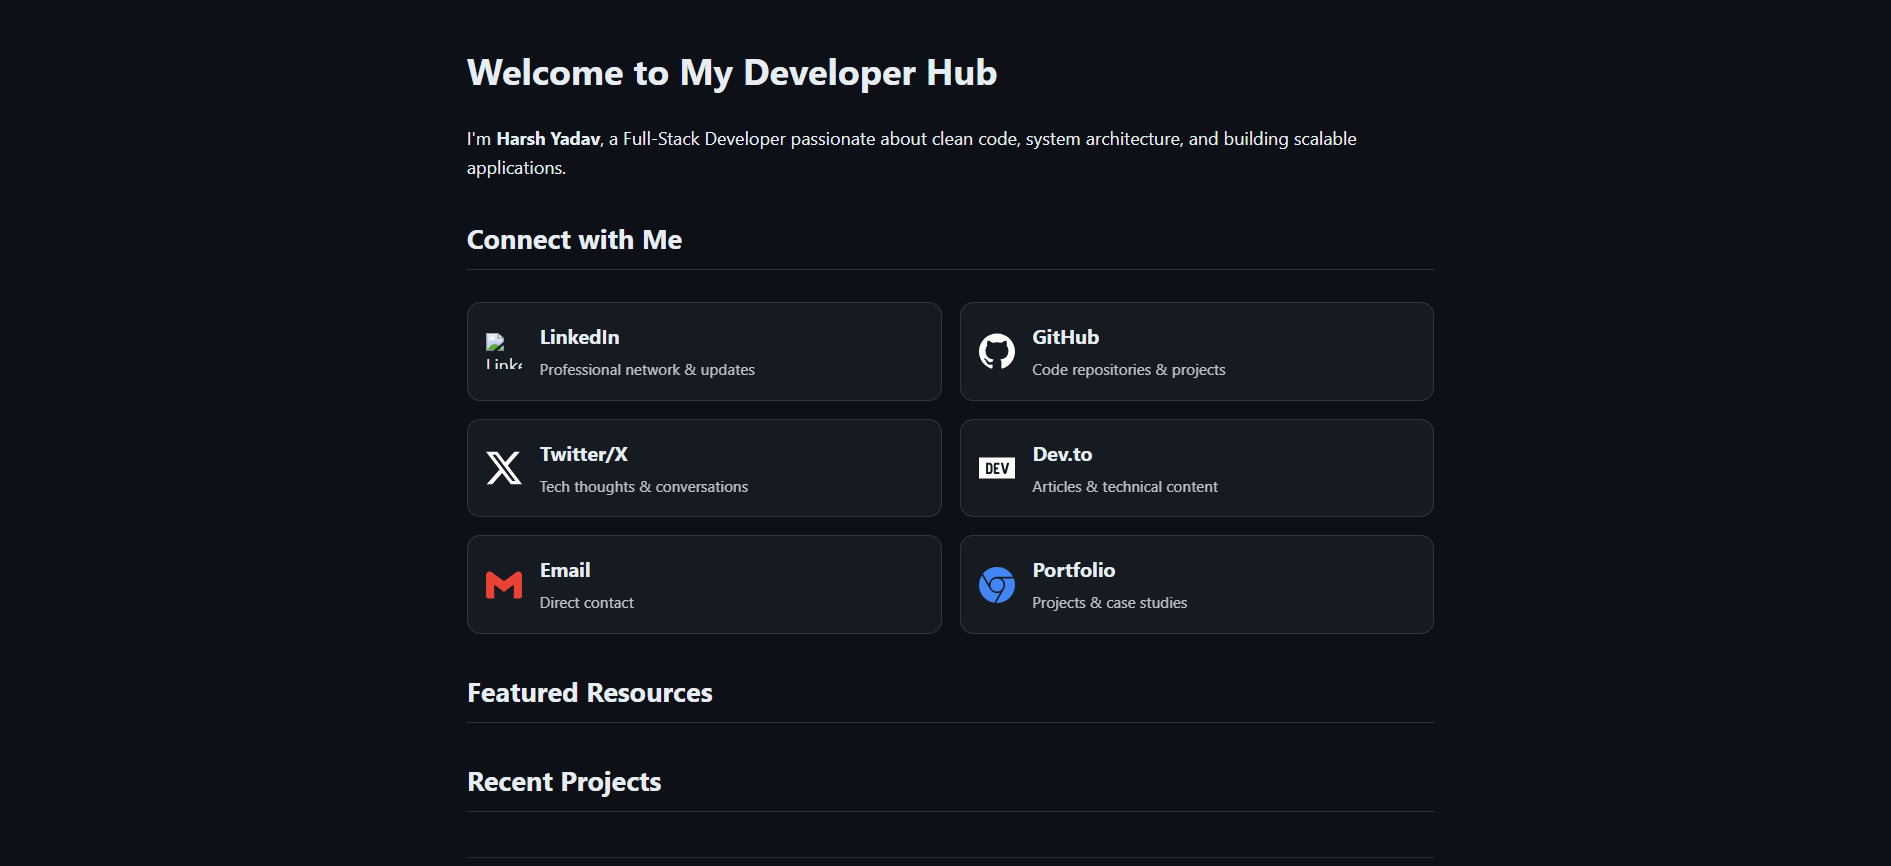 Welcome to My Developer Hub
I'm Harsh Yadav, a Full-Stack Developer passionate about clean code, system architecture, and building scalable
applications.
Connect with Me
LinkedIn
Linke
Professional network & updates
GitHub
Code repositories & projects
Twitter/X
Tech thoughts & conversations
DEV
Dev.to
Articles & technical content
Email
Direct contact
Portfolio
Projects & case studies
Featured Resources
Recent Projects